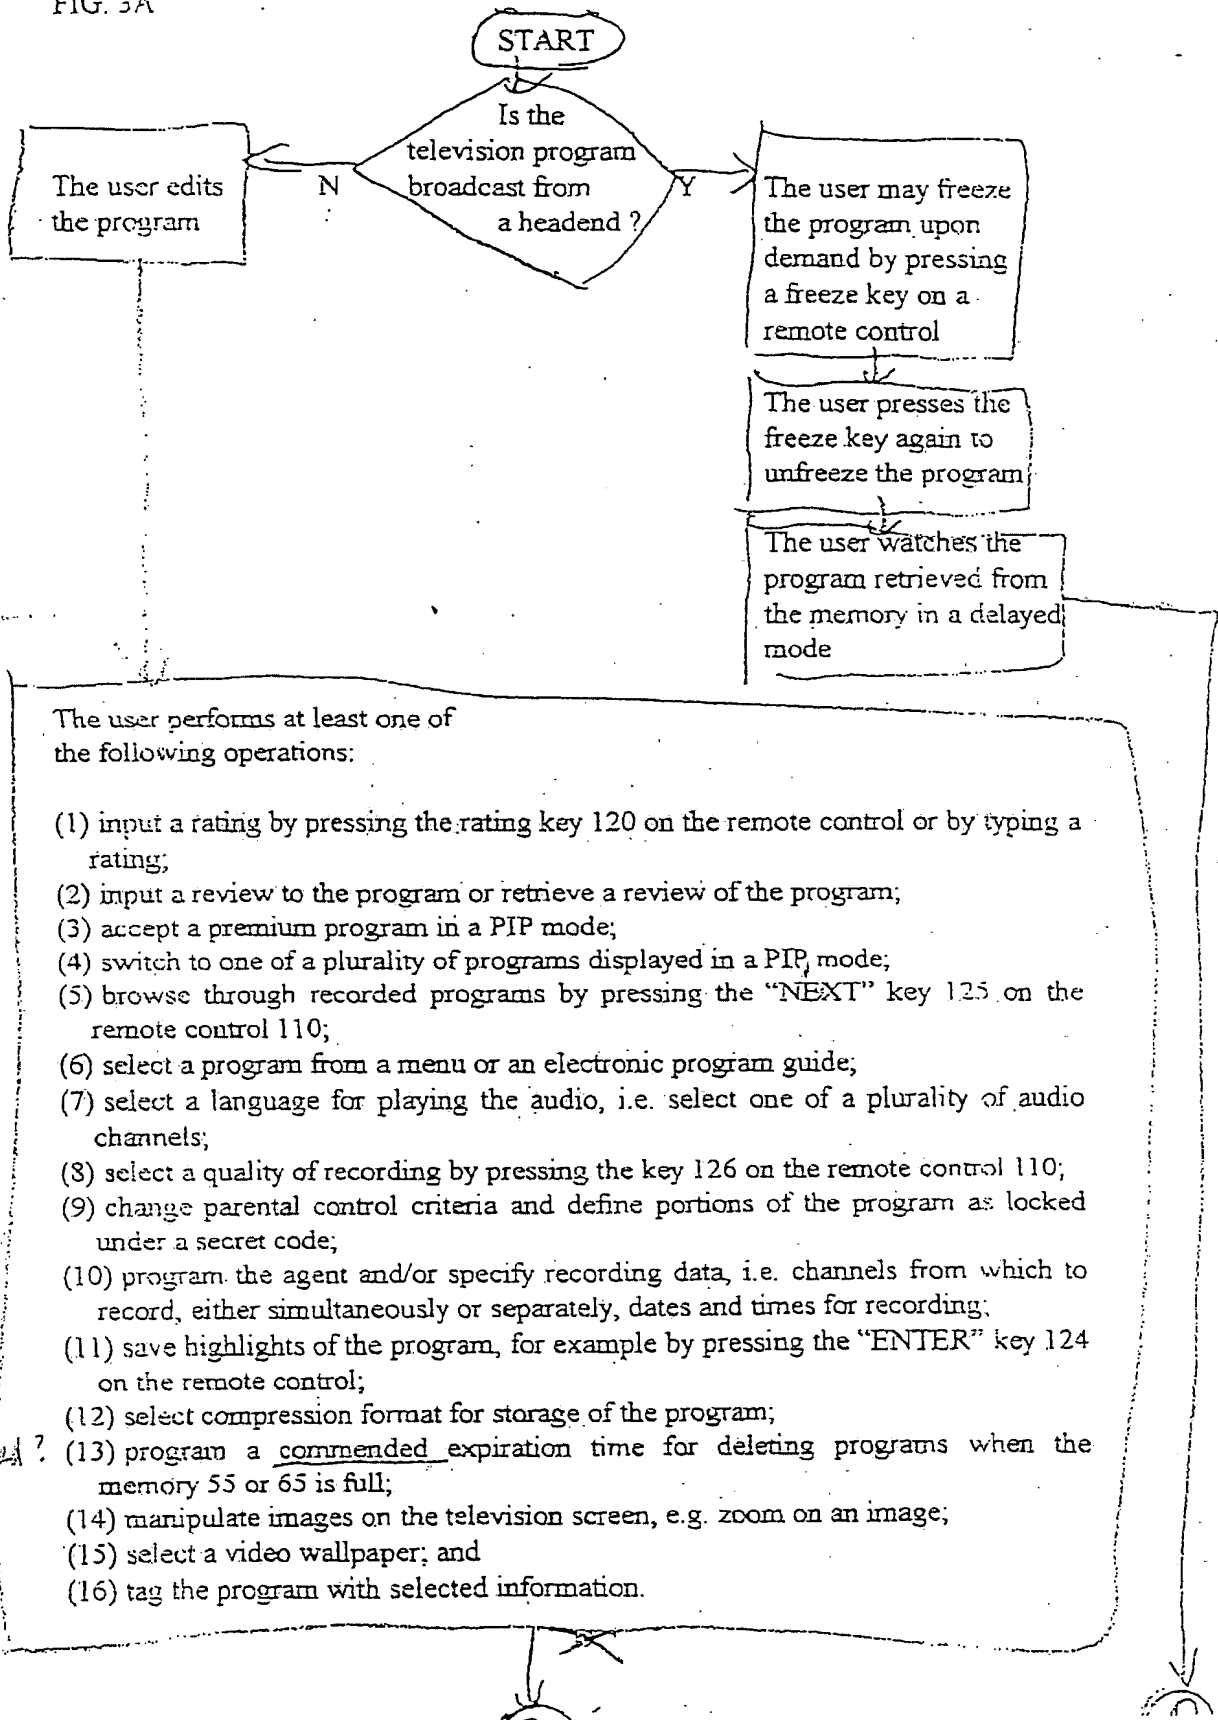 FIG. 3A
START
Is the
television program
broadcast from
a headend ?
N
Y
The user edits
the program
The user may freeze
the program upon
demand by pressing
a freeze key on a
remote control
The user presses the
freeze key again to
unfreeze the program
The user watches the
program retrieved from
the memory in a delayed
mode
The user performs at least one of
the following operations:
(1) input a rating by pressing the rating key 120 on the remote control or by typing a
rating;
(2) input a review to the program or retrieve a review of the program;
(3) accept a premium program in a PIP mode;
(4) switch to one of a plurality of programs displayed in a PIP mode;
(5) browse through recorded programs by pressing the “NEXT” key 125 on the
remote control 110;
(6) select a program from a menu or an electronic program guide;
(7) select a language for playing the audio, i.e. select one of a plurality of audio
channels;
(8) select a quality of recording by pressing the key 126 on the remote control 110;
(9) change parental control criteria and define portions of the program as locked
under a secret code;
(10) program the agent and/or specify recording data, i.e. channels from which to
record, either simultaneously or separately, dates and times for recording;
(11) save highlights of the program, for example by pressing the “ENTER” key 124
on the remote control;
(12) select compression format for storage of the program;
? (13) program a commended expiration time for deleting programs when the
memory 55 or 65 is full;
(14) manipulate images on the television screen, e.g. zoom on an image;
(15) select a video wallpaper; and
(16) tag the program with selected information.